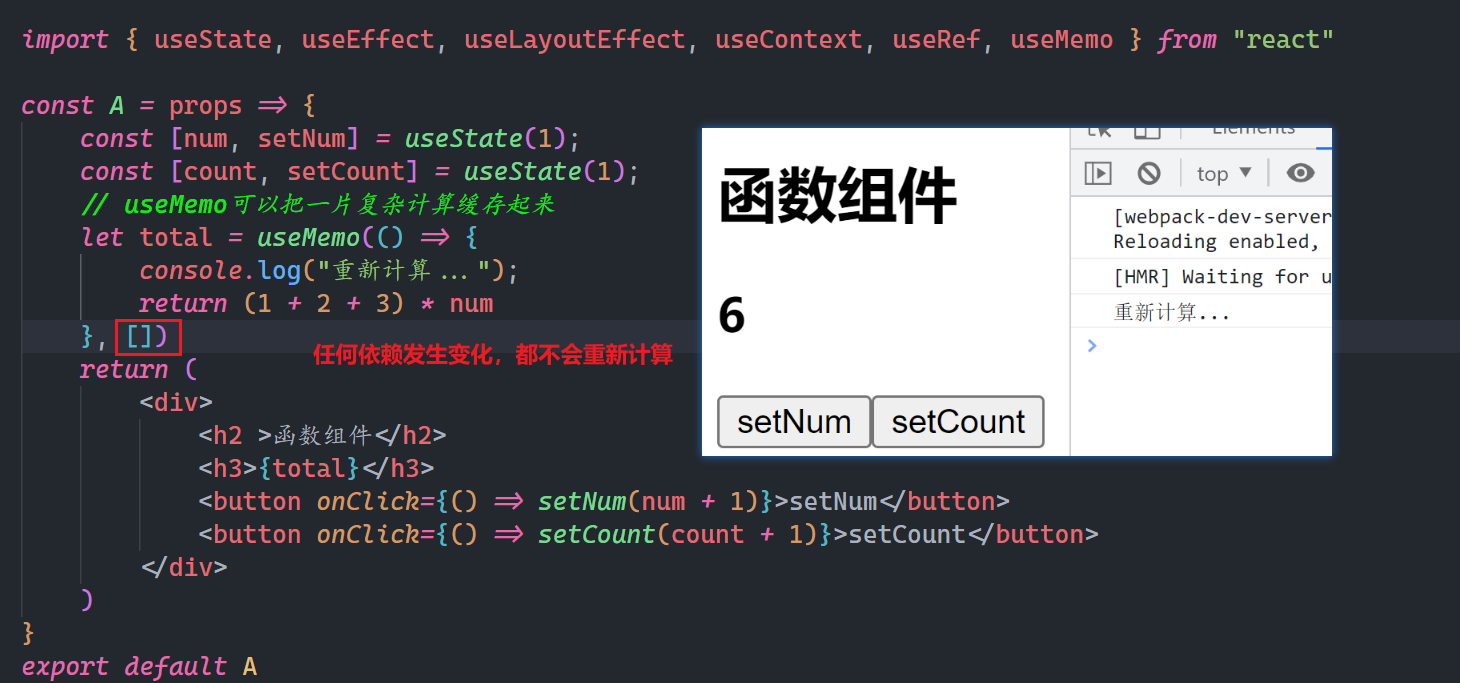 import { useState, useEffect, useLayoutEffect, useContext, useRef, useMemo } from "react"
const A = props => {
const [num, setNum] = useState(1);
const [count, setCount] = useState(1);
// useMemo可以把一片复杂计算缓存起来
let total = useMemo(() => {
console.log("重新计算...");
return (1 + 2 + 3) * num
}, [])
任何依赖发生变化，都不会重新计算
return (
<div>
<h2 >函数组件</h2>
<h3>{total}</h3>
<button onClick={() => setNum(num + 1)}>setNum</button>
<button onClick={() => setCount(count + 1)}>setCount</button>
</div>
)
}
export default A
函数组件
6
setNum setCount
Elements
top
[webpack-dev-server
Reloading enabled,
[HMR] Waiting for u
重新计算...